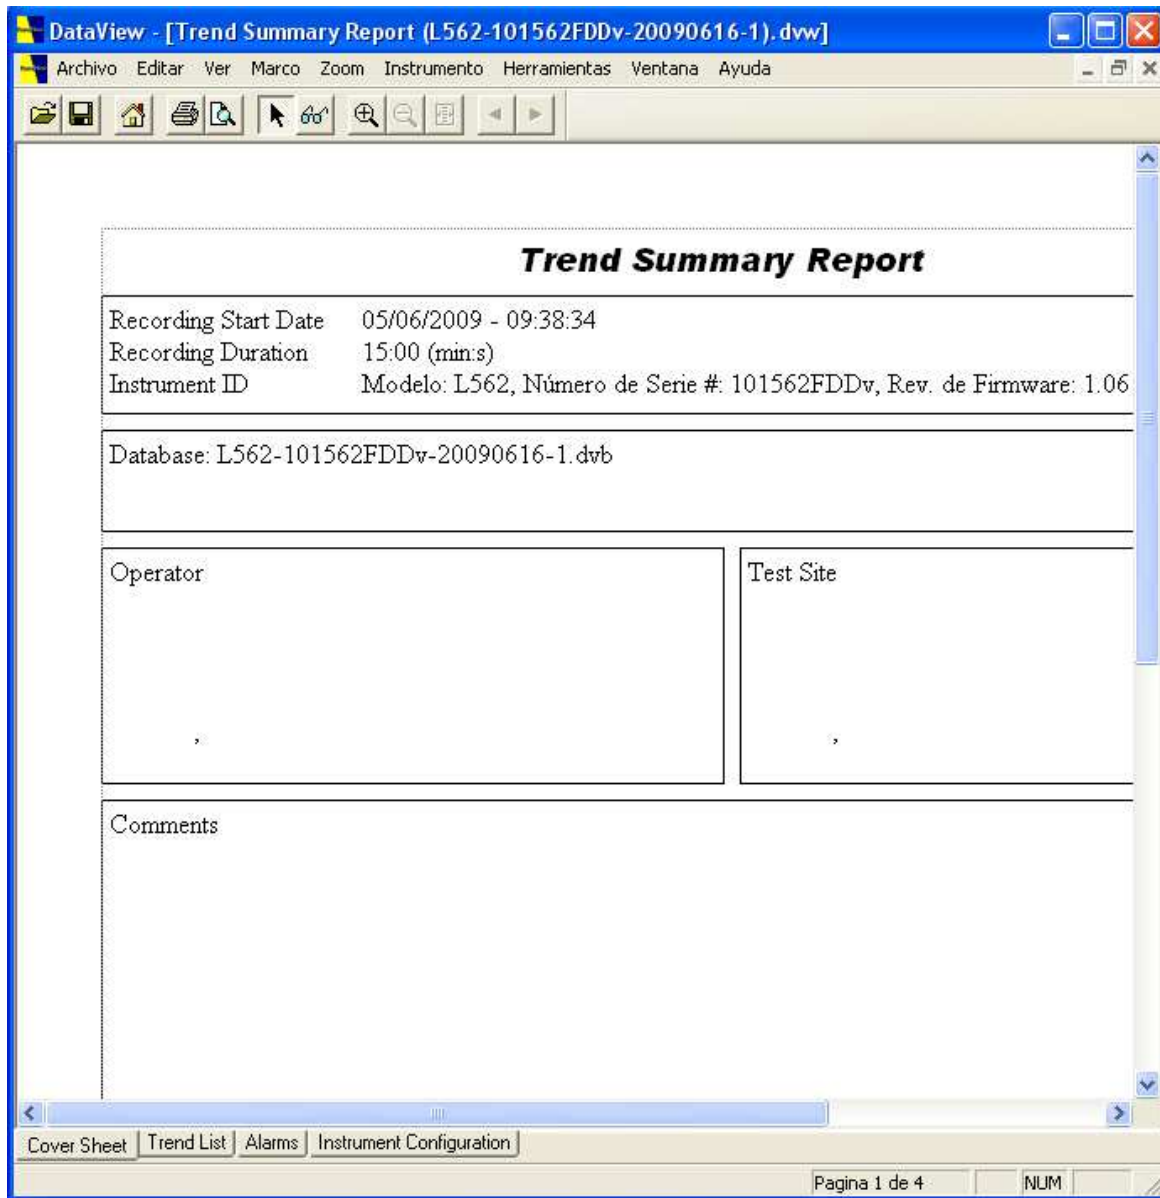 DataView - [Trend Summary Report (L562-101562FDDv-20090616-1).dvw]
Archivo Editar Ver Marco Zoom Instrumento Herramientas Ventana Ayuda
Trend Summary Report
Recording Start Date 05/06/2009 - 09:38:34
Recording Duration 15:00 (min:s)
Instrument ID Modelo: L562, Número de Serie #: 101562FDDv, Rev. de Firmware: 1.06
Database: L562-101562FDDv-20090616-1.dvb
Operator Test Site
, ,
Comments
Cover Sheet Trend List Alarms Instrument Configuration
Pagina 1 de 4 NUM